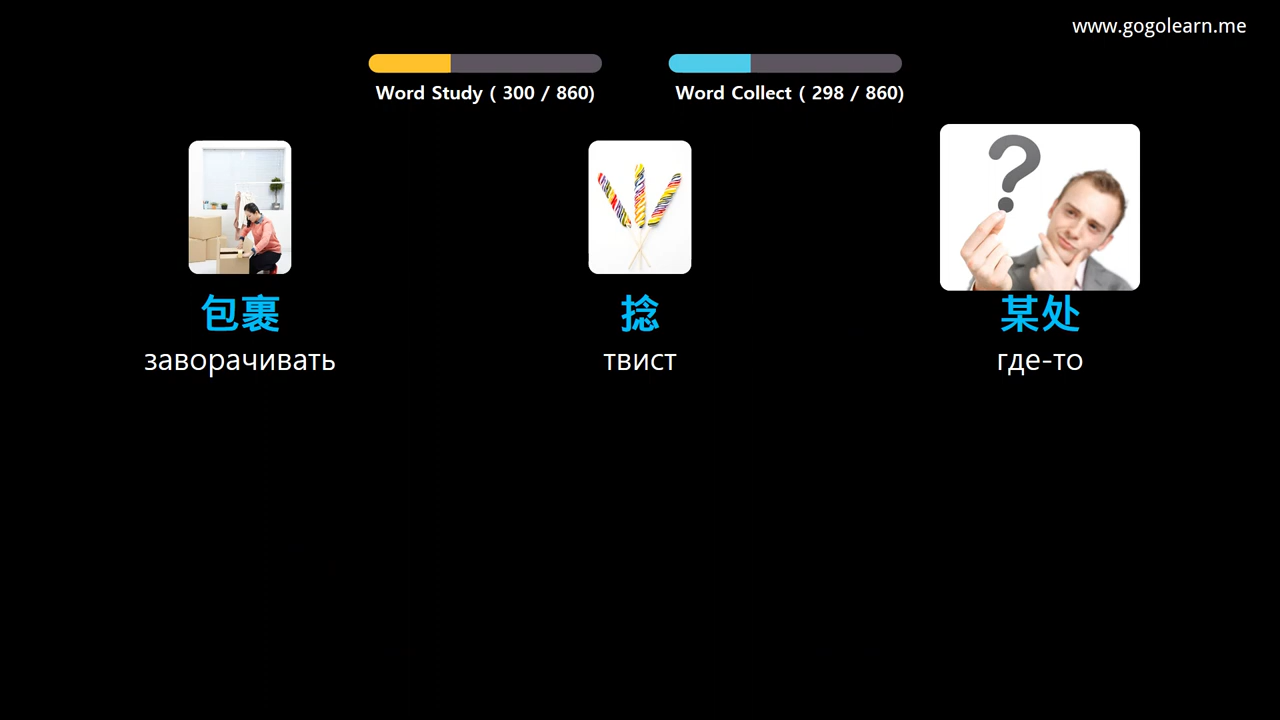 www.gogolearn.me
Word Study ( 300 / 860)
Word Collect ( 298 / 860)
包裹
捻
某处
заворачивать
твист
где-то